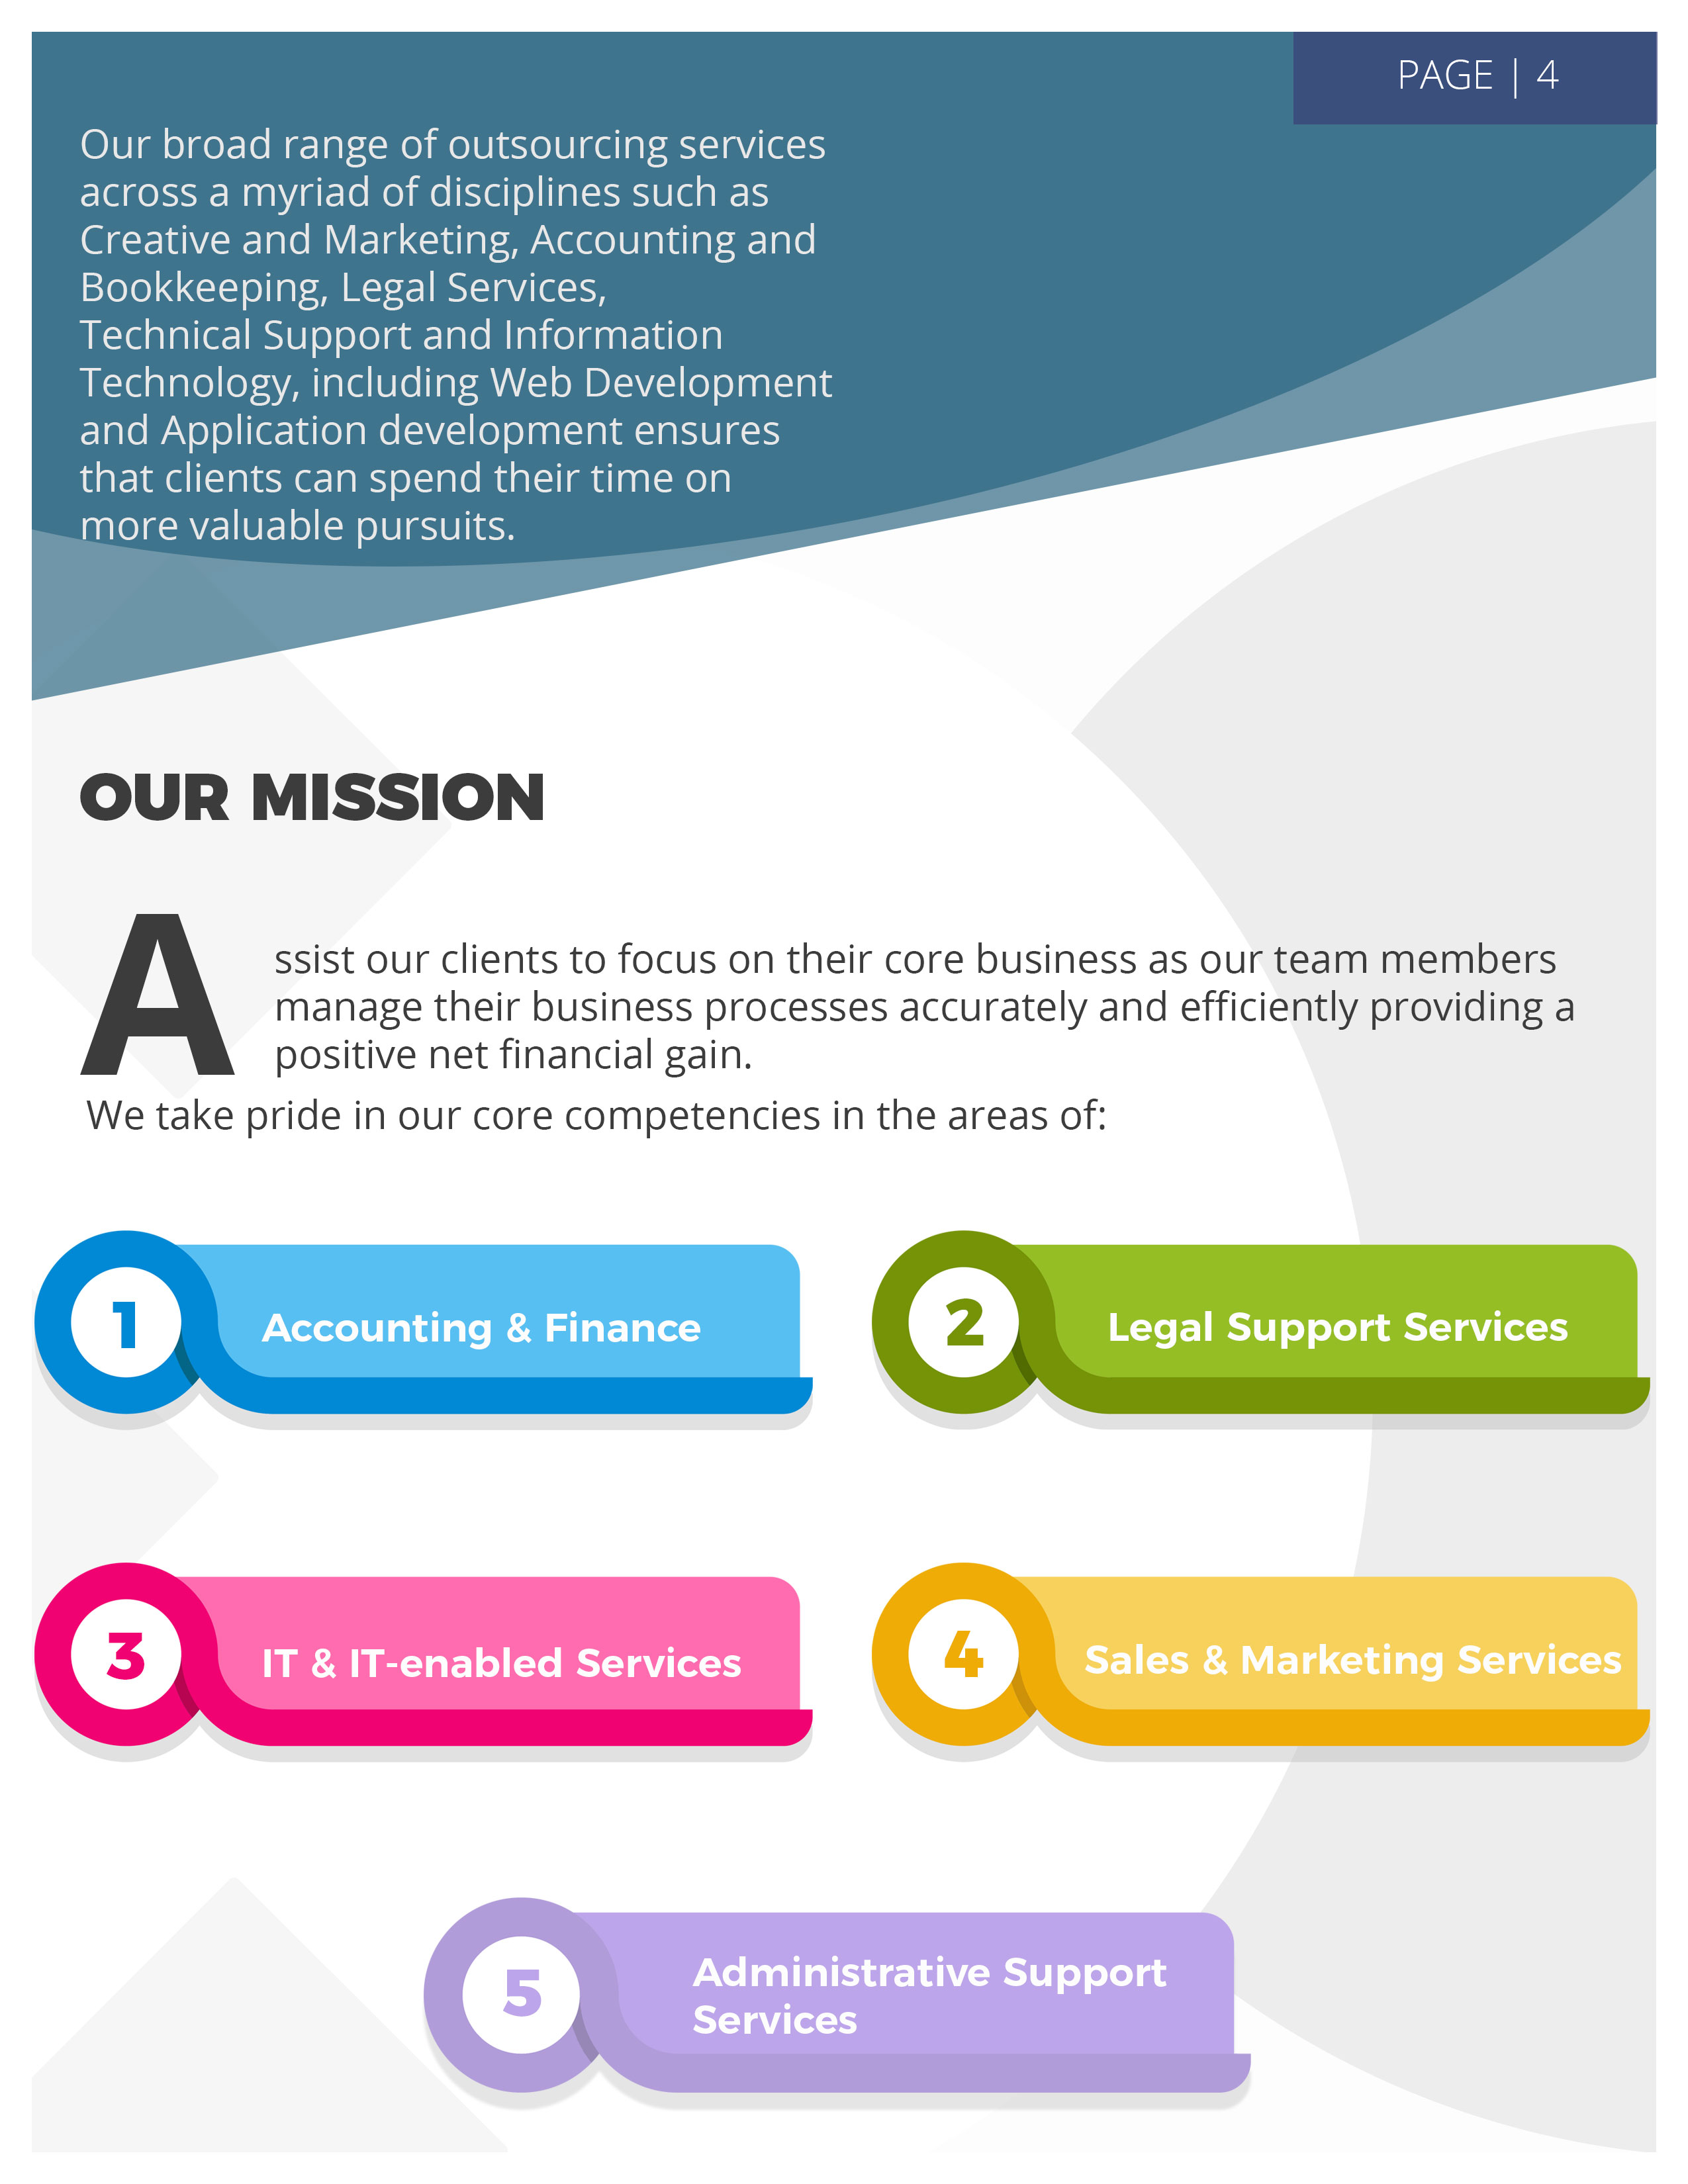 PAGE | 4
Our broad range of outsourcing services
across a myriad of disciplines such as
Creative and Marketing, Accounting and
Bookkeeping, Legal Services,
Technical Support and Information
Technology, including Web Development
and Application development ensures
that clients can spend their time on
more valuable pursuits.
OUR MISSION
Assist our clients to focus on their core business as our team members
manage their business processes accurately and efficiently providing a
positive net financial gain.
We take pride in our core competencies in the areas of:
1 Accounting & Finance
2 Legal Support Services
3 IT & IT-enabled Services
4 Sales & Marketing Services
5 Administrative Support
Services